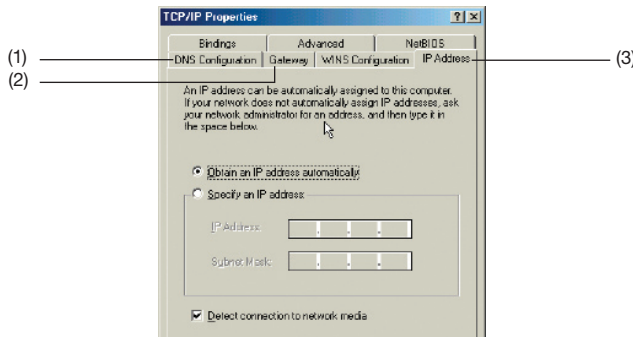 TCP/IP Properties
Bindings Advanced NetBIOS
(1) DNS Configuration Gateway WINS Configuration IP Address (3)
(2)
An IP address can be automatically assigned to this computer.
If your network does not automatically assign IP addresses, ask
your network administrator for an address, and then type it in
the space below.
Obtain an IP address automatically
Specify an IP address:
IP Address:
Subnet Mask:
Detect connection to network media